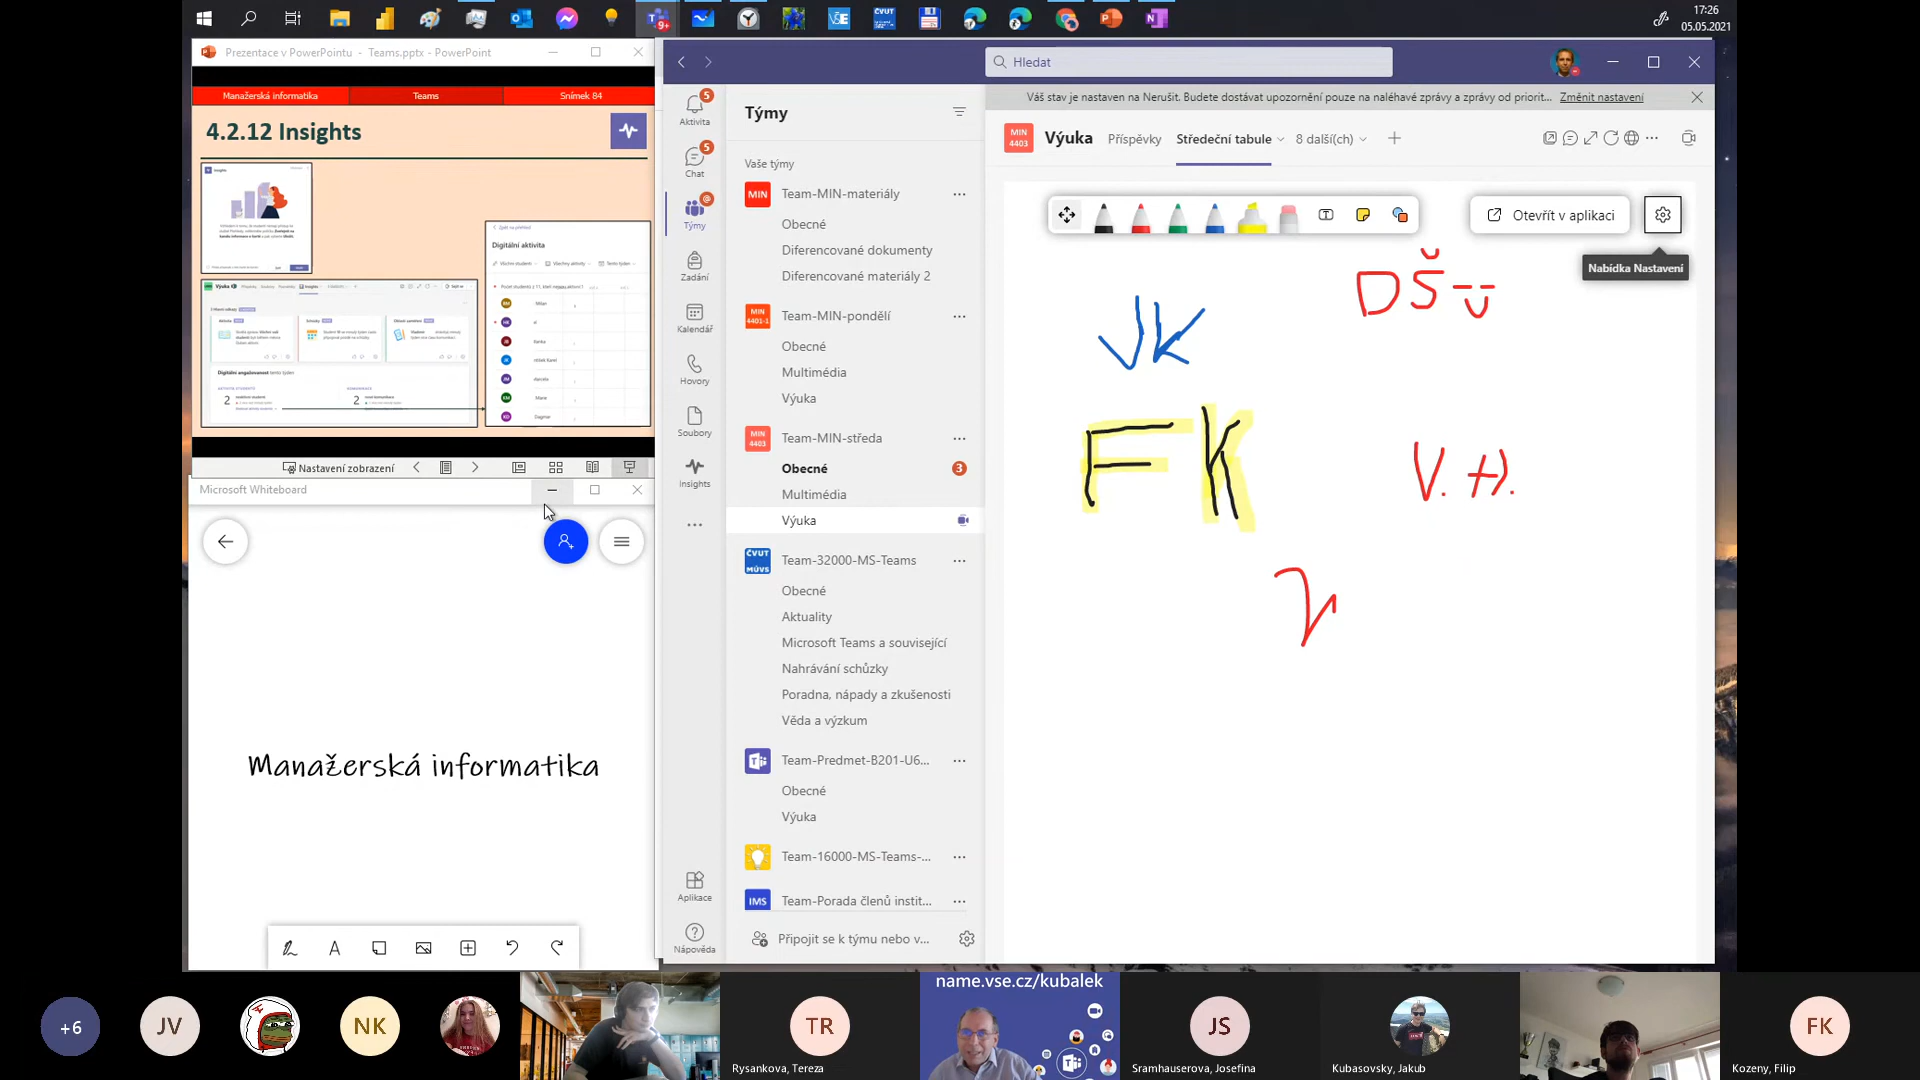 17:26
05.05.2021
Prezentace v PowerPointu - Teams.pptx - PowerPoint
Manažerská informatika
Teams
Snímek 84
4.2.12 Insights
Digitální aktivita
Nastavení zobrazení
Microsoft Whiteboard
Manažerská informatika
Hledat
Aktivita
Chat
Týmy
Zadání
Kalendář
Hovory
Soubory
Insights
Aplikace
Nápověda
Týmy
Vaše týmy
Team-MIN-materiály
Obecné
Diferencované dokumenty
Diferencované materiály 2
Team-MIN-pondělí
Obecné
Multimédia
Výuka
Team-MIN-středa
Obecné
3
Multimédia
Výuka
Team-32000-MS-Teams
Obecné
Aktuality
Microsoft Teams a související
Nahrávání schůzky
Poradna, nápady a zkušenosti
Věda a výzkum
Team-Predmet-B201-U6...
Obecné
Výuka
Team-16000-MS-Teams-...
Team-Porada členů instit...
Připojit se k týmu nebo v...
Váš stav je nastaven na Nerušit. Budete dostávat upozornění pouze na naléhavé zprávy a zprávy od priorit... Změnit nastavení
MIN 4403 Výuka Příspěvky Středeční tabule 8 další(ch)
Otevřít v aplikaci
Nabídka Nastavení
DŠ
JK
FK
V. H.
+6
JV
NK
TR
Rysankova, Tereza
name.vse.cz/kubalek
JS
Sramhauserova, Josefina
Kubasovsky, Jakub
FK
Kozeny, Filip